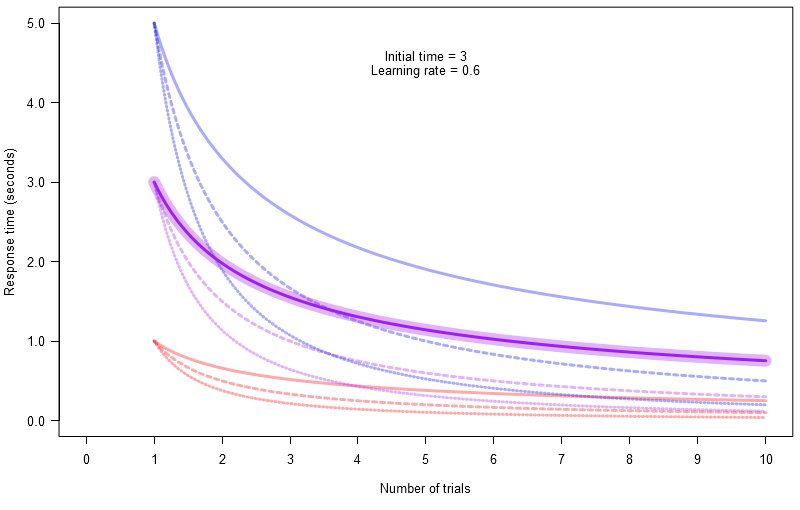 Initial time = 3
Learning rate = 0.6
Response time (seconds)
5.0
4.0
3.0
2.0
1.0
0.0
0 1 2 3 4 5 6 7 8 9 10
Number of trials